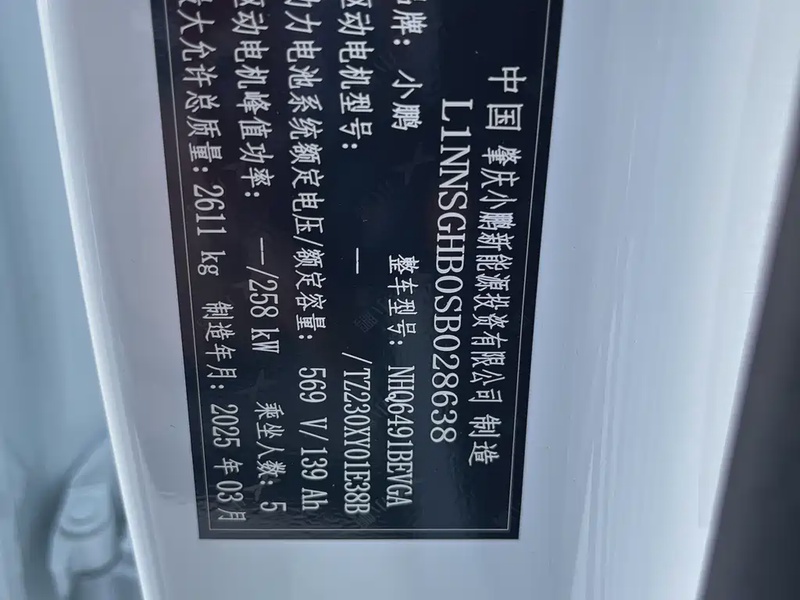 中国 肇庆小鹏新能源投资有限公司 制造
L1NNSGHB0SB028638
牌: 小鹏 整车型号: NHQ6491BEVGA
驱动电机型号: —/TZ230XY01E38B
动力电池系统额定电压/额定容量: 569 V/139 Ah
驱动电机峰值功率: —/258 kW 乘坐人数: 5
最大允许总质量: 2611 kg 制造年月: 2025 年 03 月